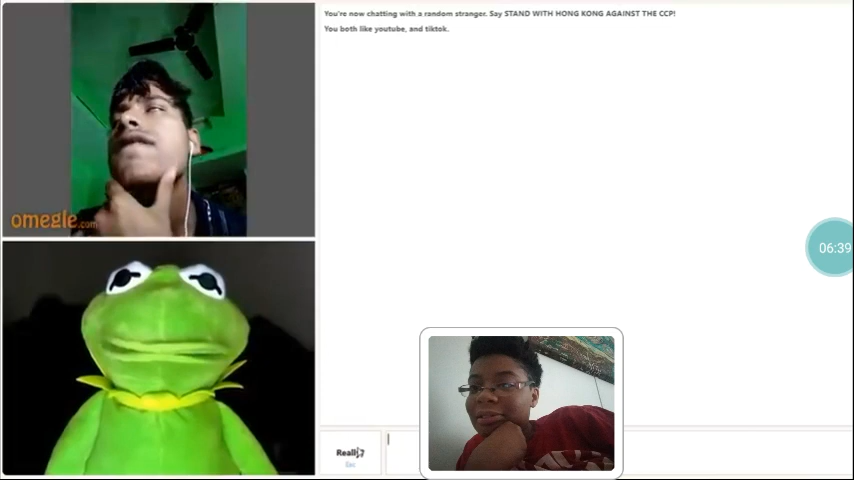 You're now chatting with a random stranger. Say STAND WITH HONG KONG AGAINST THE CCP!
You both like youtube, and tiktok.
omegle.com
06:39
Really?
Esc